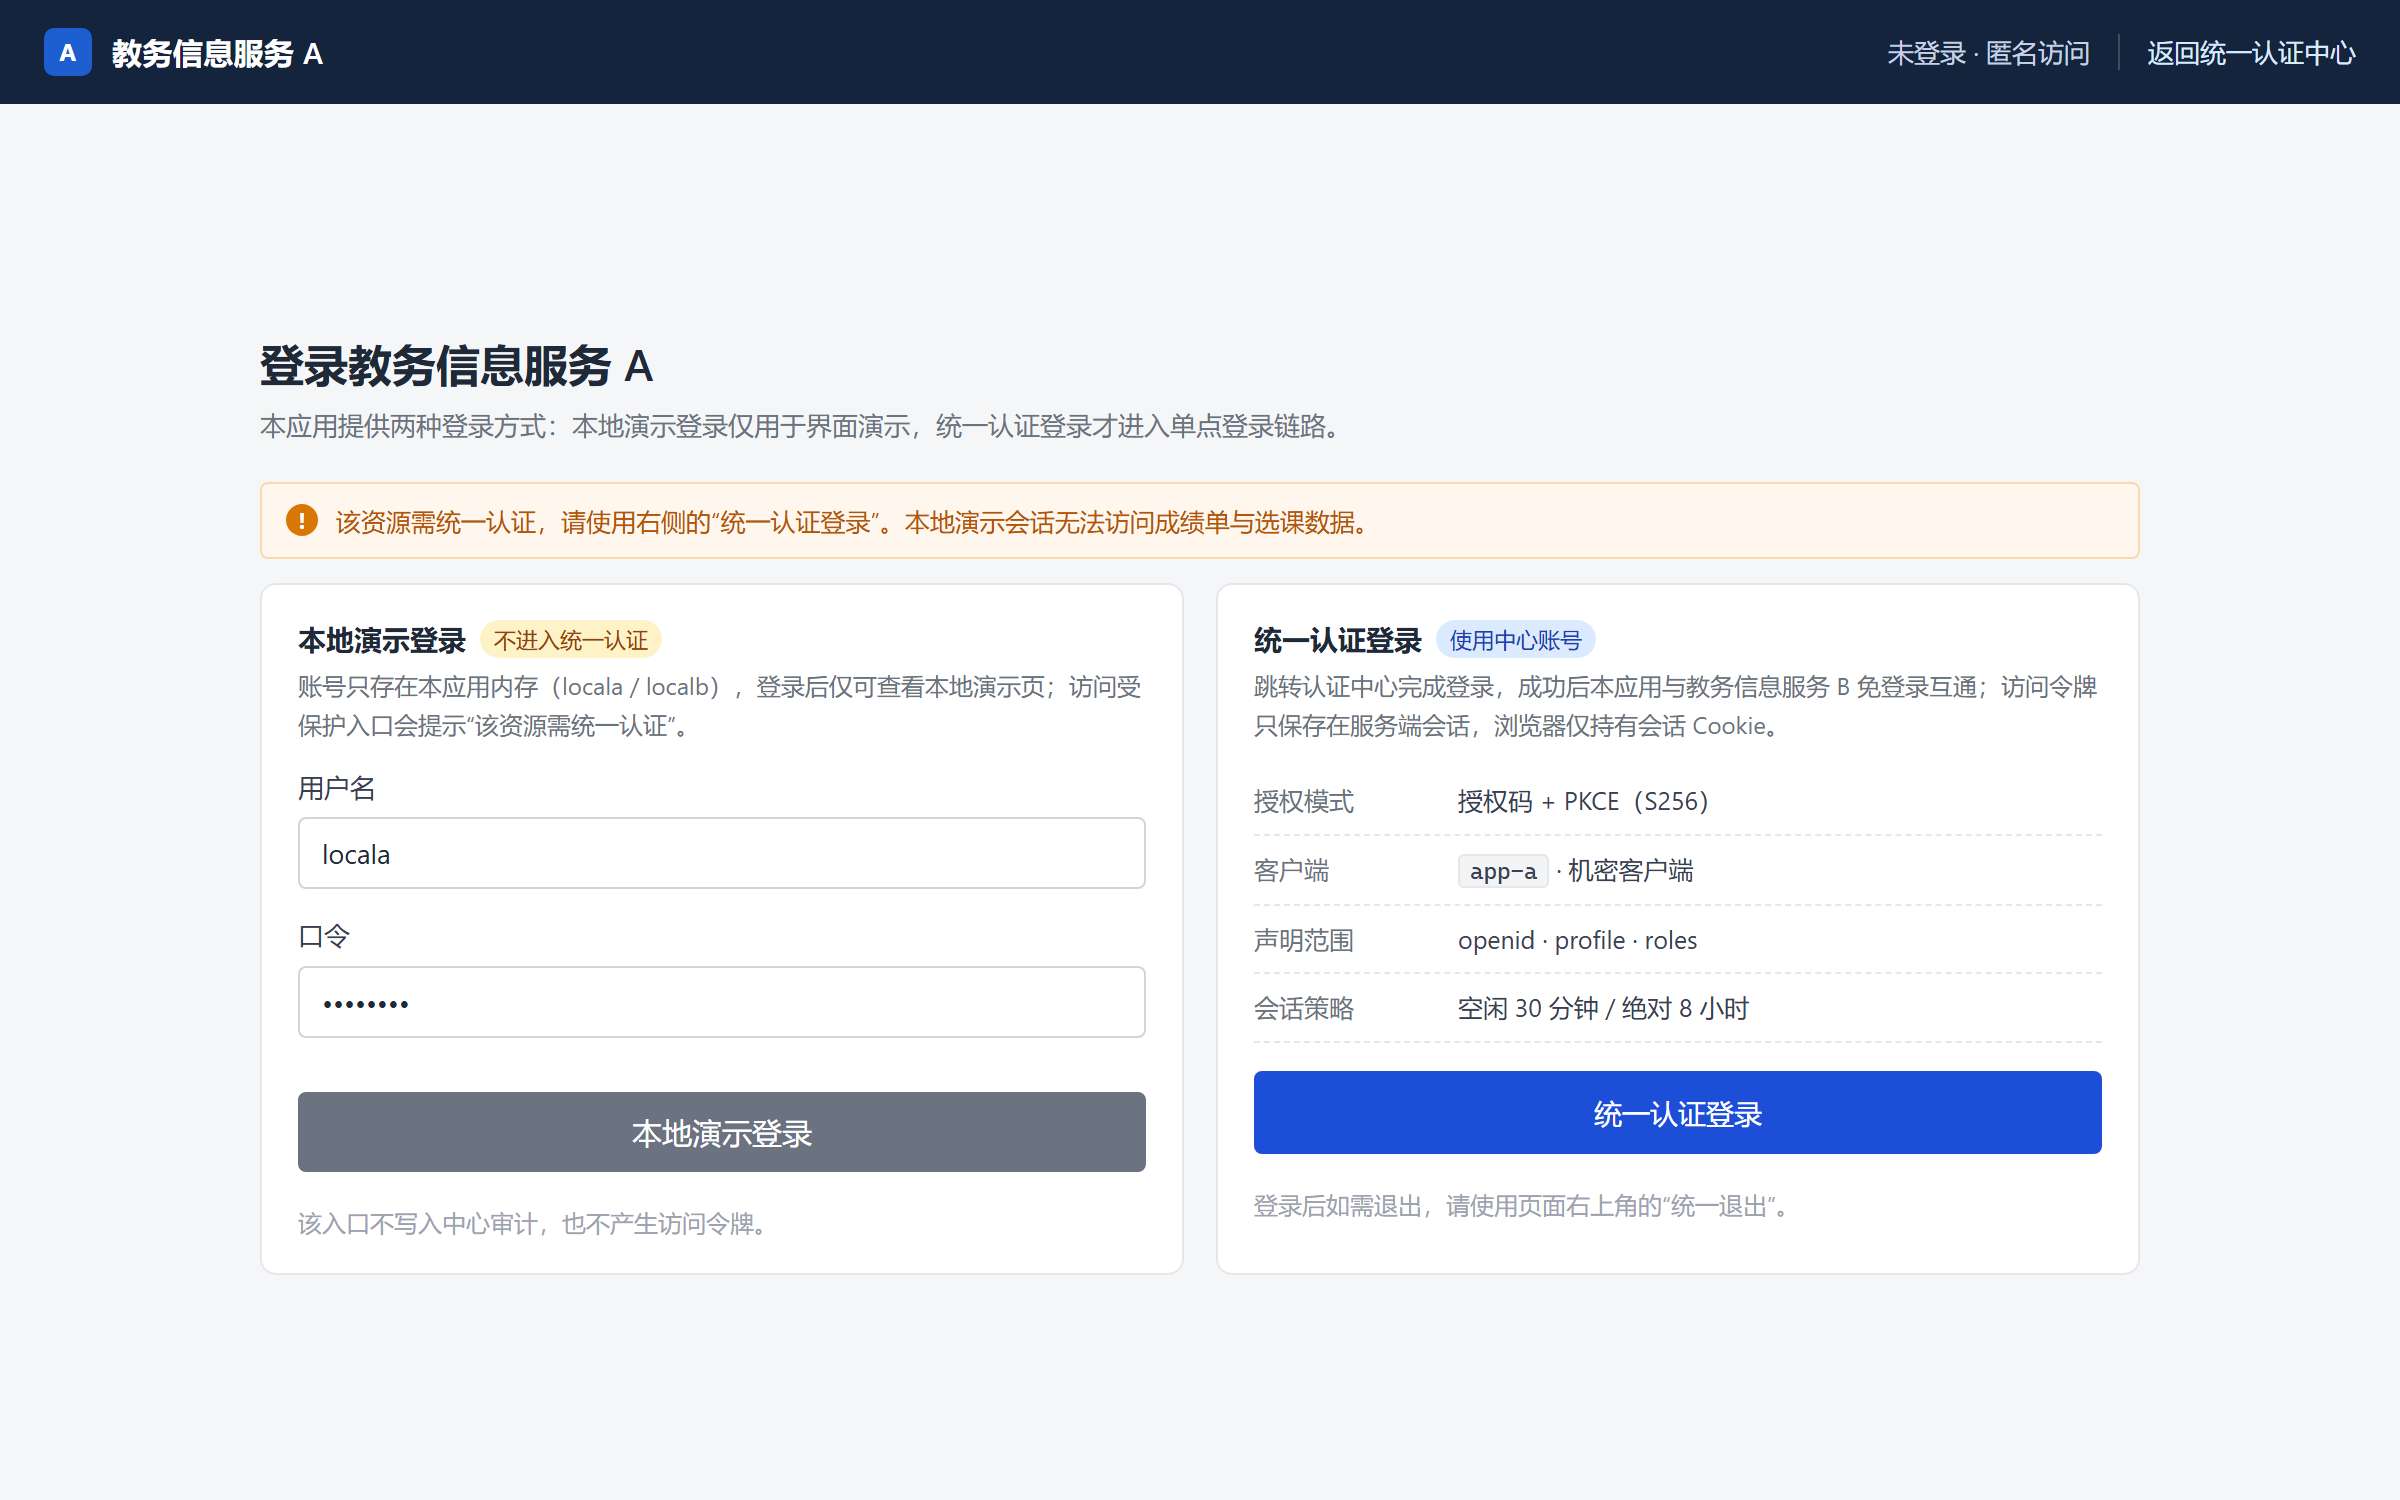 A 教务信息服务 A
未登录 · 匿名访问 返回统一认证中心
登录教务信息服务 A
本应用提供两种登录方式：本地演示登录仅用于界面演示，统一认证登录才进入单点登录链路。
! 该资源需统一认证，请使用右侧的“统一认证登录”。本地演示会话无法访问成绩单与选课数据。
本地演示登录 不进入统一认证
账号只存在本应用内存（locala / localb），登录后仅可查看本地演示页；访问受
保护入口会提示“该资源需统一认证”。
用户名
locala
口令
••••••••
本地演示登录
该入口不写入中心审计，也不产生访问令牌。
统一认证登录 使用中心账号
跳转认证中心完成登录，成功后本应用与教务信息服务 B 免登录互通；访问令牌
只保存在服务端会话，浏览器仅持有会话 Cookie。
授权模式 授权码 + PKCE（S256）
客户端 app-a · 机密客户端
声明范围 openid · profile · roles
会话策略 空闲 30 分钟 / 绝对 8 小时
统一认证登录
登录后如需退出，请使用页面右上角的“统一退出”。